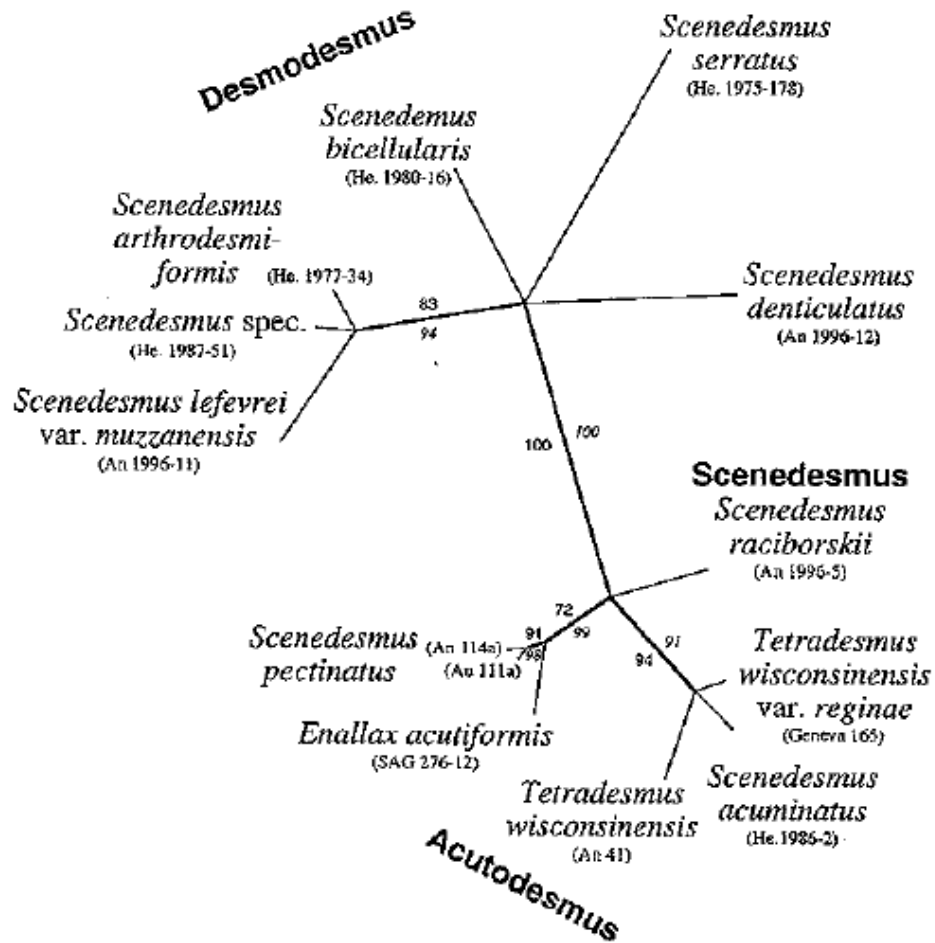 Desmodesmus
Scenedesmus
serratus
(He. 1975-178)
Scenedemus
bicellularis
(He. 1980-16)
Scenedesmus
arthrodesmi-
formis (He. 1977-34)
Scenedesmus spec.
(He. 1987-51)
83
94
Scenedesmus
denticulatus
(An 1996-12)
Scenedesmus lefevrei
var. muzzanensis
(An 1996-11)
100 100
Scenedesmus
Scenedesmus
raciborskii
(An 1996-5)
72
99
91
98
Scenedesmus (An 114a)
pectinatus (An 111a)
91
94
Tetradesmus
wisconsinensis
var. reginae
(Geneva 165)
Enallax acutiformis
(SAG 276-12)
Tetradesmus
wisconsinensis
(An 41)
Scenedesmus
acuminatus
(He. 1986-2)
Acutodesmus